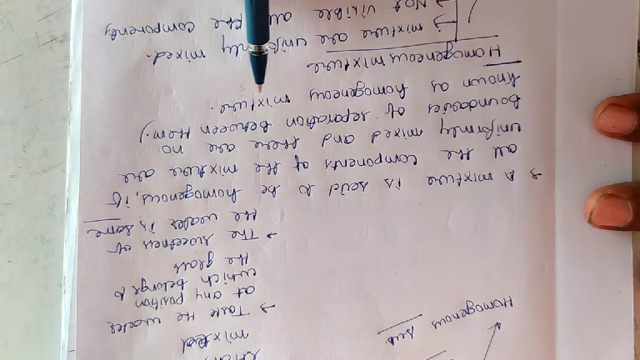 Homogenous sub
mixed
→ Take the water
at any position
which belongs to
the glass
→ The sweetness of
the water is same
→ A mixture is said to be homogenous, if
all the components of the mixture are
uniformly mixed and there are no
Boundaries of separation between them.)
known as homogeneous mixture.
Homogeneous mixture
→ mixture are uniformly mixed.
→ Not visible all the components